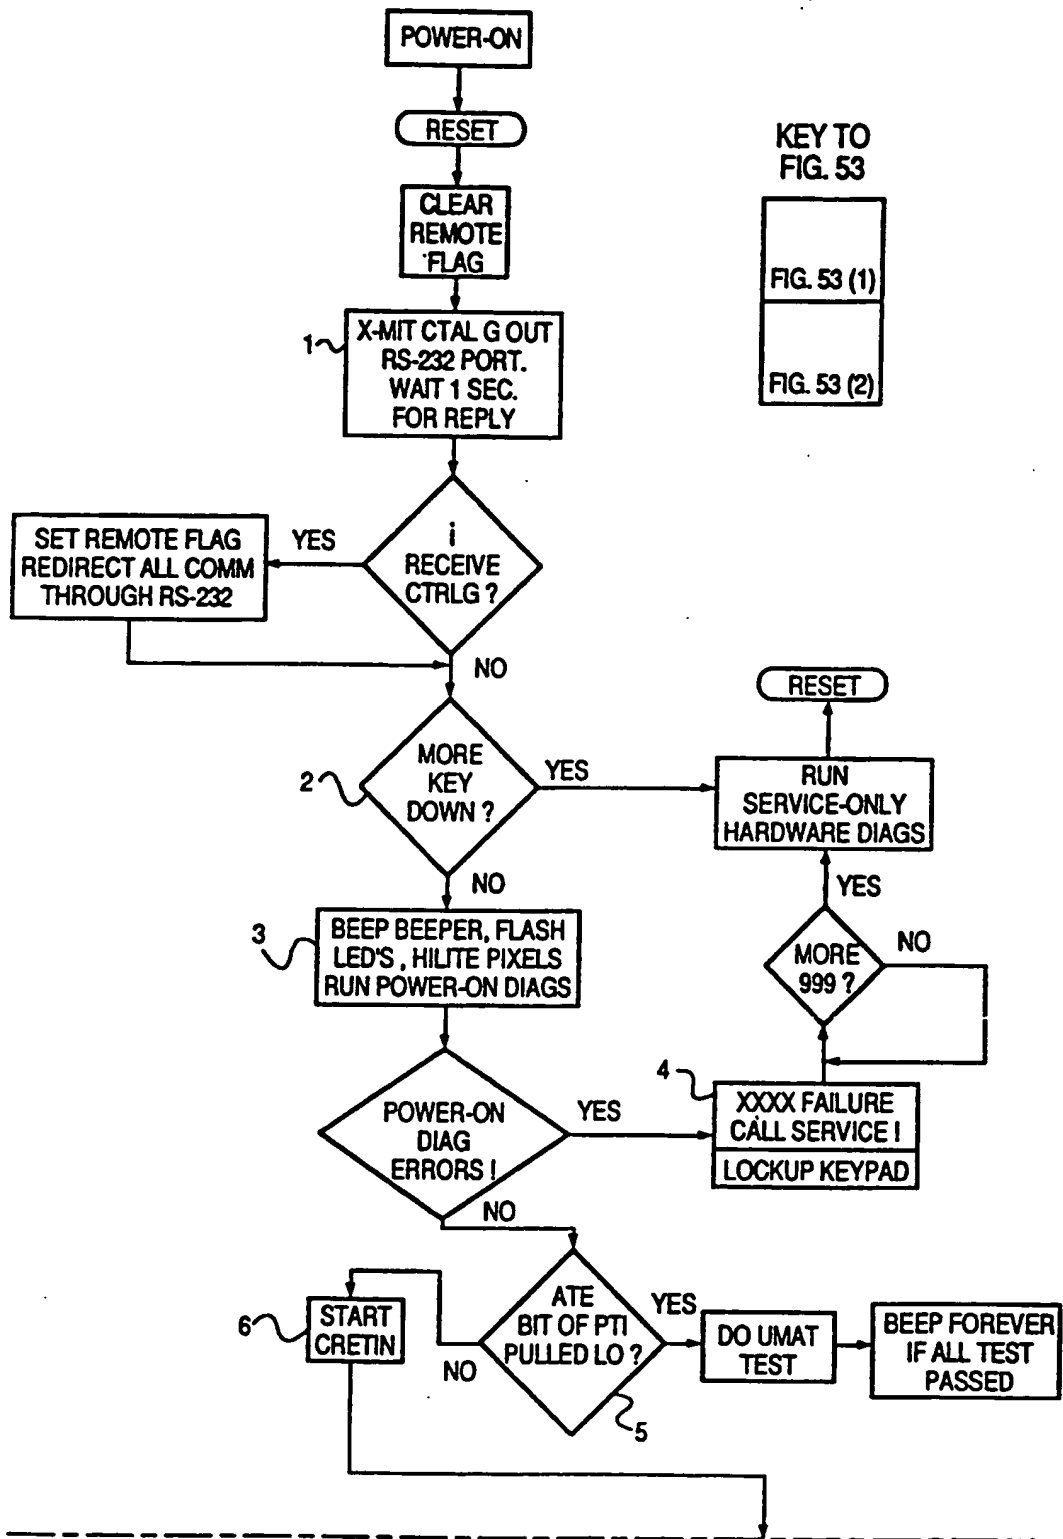 POWER-ON
RESET
KEY TO
FIG. 53
FIG. 53 (1)
FIG. 53 (2)
CLEAR
REMOTE
FLAG
1
X-MIT CTAL G OUT
RS-232 PORT.
WAIT 1 SEC.
FOR REPLY
i
RECEIVE
CTRLG ?
YES
SET REMOTE FLAG
REDIRECT ALL COMM
THROUGH RS-232
NO
RESET
2
MORE
KEY
DOWN ?
YES
RUN
SERVICE-ONLY
HARDWARE DIAGS
NO
YES
3
BEEP BEEPER, FLASH
LED'S , HILITE PIXELS
RUN POWER-ON DIAGS
MORE
999 ?
NO
POWER-ON
DIAG
ERRORS !
YES
4
XXXX FAILURE
CALL SERVICE !
LOCKUP KEYPAD
NO
6
START
CRETIN
ATE
BIT OF PTI
PULLED LO ?
NO
YES
5
DO UMAT
TEST
BEEP FOREVER
IF ALL TEST
PASSED